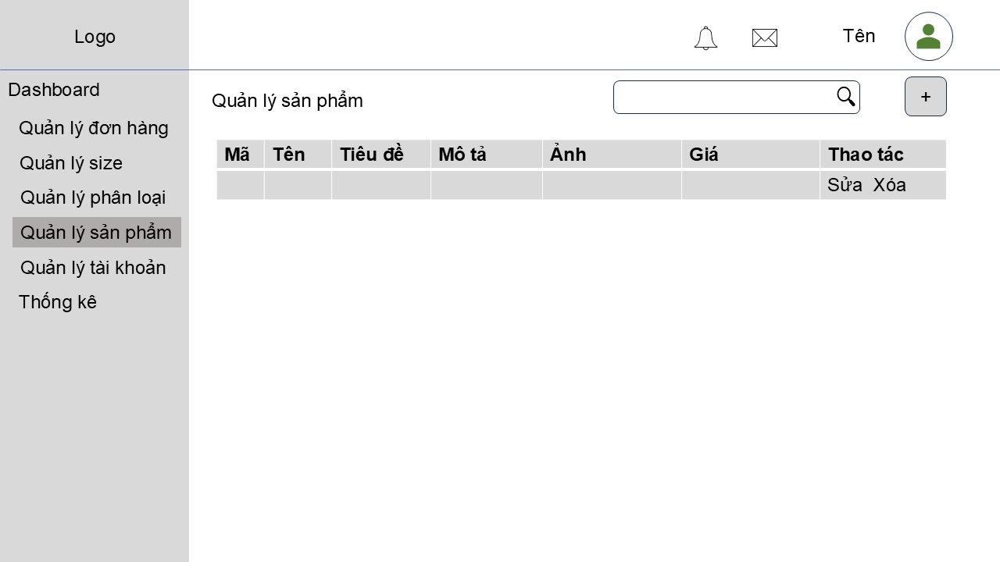 Logo
Tên
Dashboard
Quản lý đơn hàng
Quản lý size
Quản lý phân loại
Quản lý sản phẩm
Quản lý tài khoản
Thống kê
Quản lý sản phẩm
+
Mã Tên Tiêu đề Mô tả Ảnh Giá Thao tác
Sửa Xóa